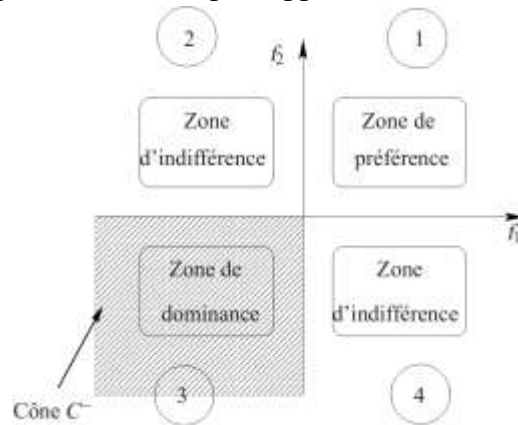 2
1
f2
Zone
d'indifférence
Zone de
préférence
f1
Zone de
dominance
Zone
d'indifférence
Cône C−
3
4